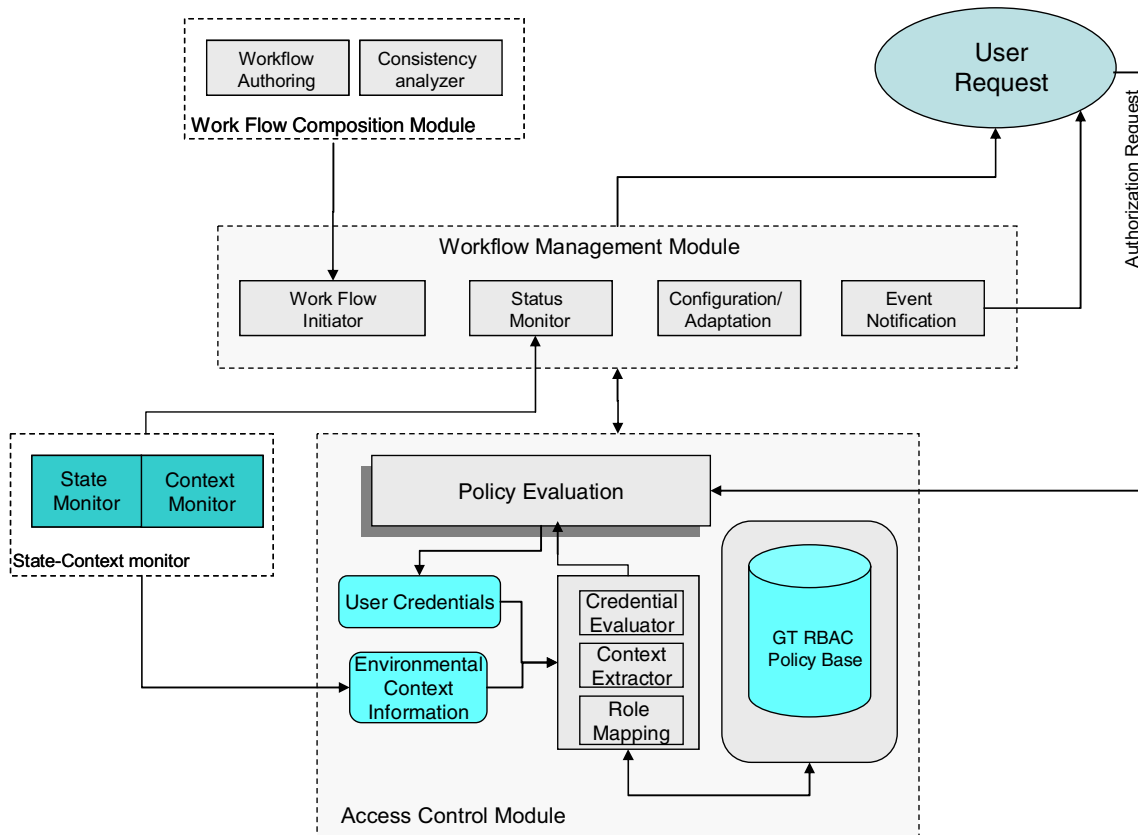 Workflow
Authoring
Consistency
analyzer
Work Flow Composition Module
User
Request
Authorization Request
Workflow Management Module
Work Flow
Initiator
Status
Monitor
Configuration/
Adaptation
Event
Notification
State
Monitor
Context
Monitor
State-Context monitor
Policy Evaluation
User Credentials
Environmental
Context
Information
Credential
Evaluator
Context
Extractor
Role
Mapping
GT RBAC
Policy Base
Access Control Module